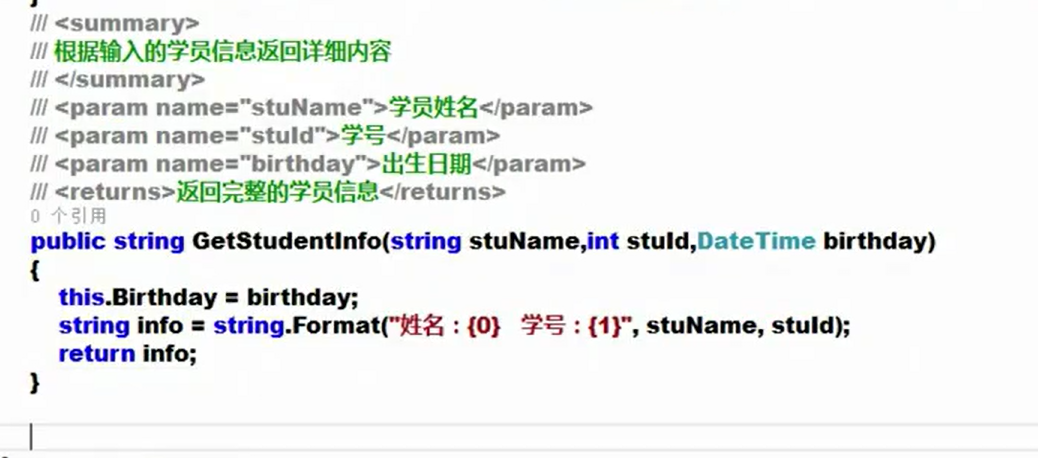 /// <summary>
/// 根据输入的学员信息返回详细内容
/// </summary>
/// <param name="stuName">学员姓名</param>
/// <param name="stuId">学号</param>
/// <param name="birthday">出生日期</param>
/// <returns>返回完整的学员信息</returns>
0 个引用
public string GetStudentInfo(string stuName,int stuId,DateTime birthday)
{
this.Birthday = birthday;
string info = string.Format("姓名：{0}   学号：{1}", stuName, stuId);
return info;
}